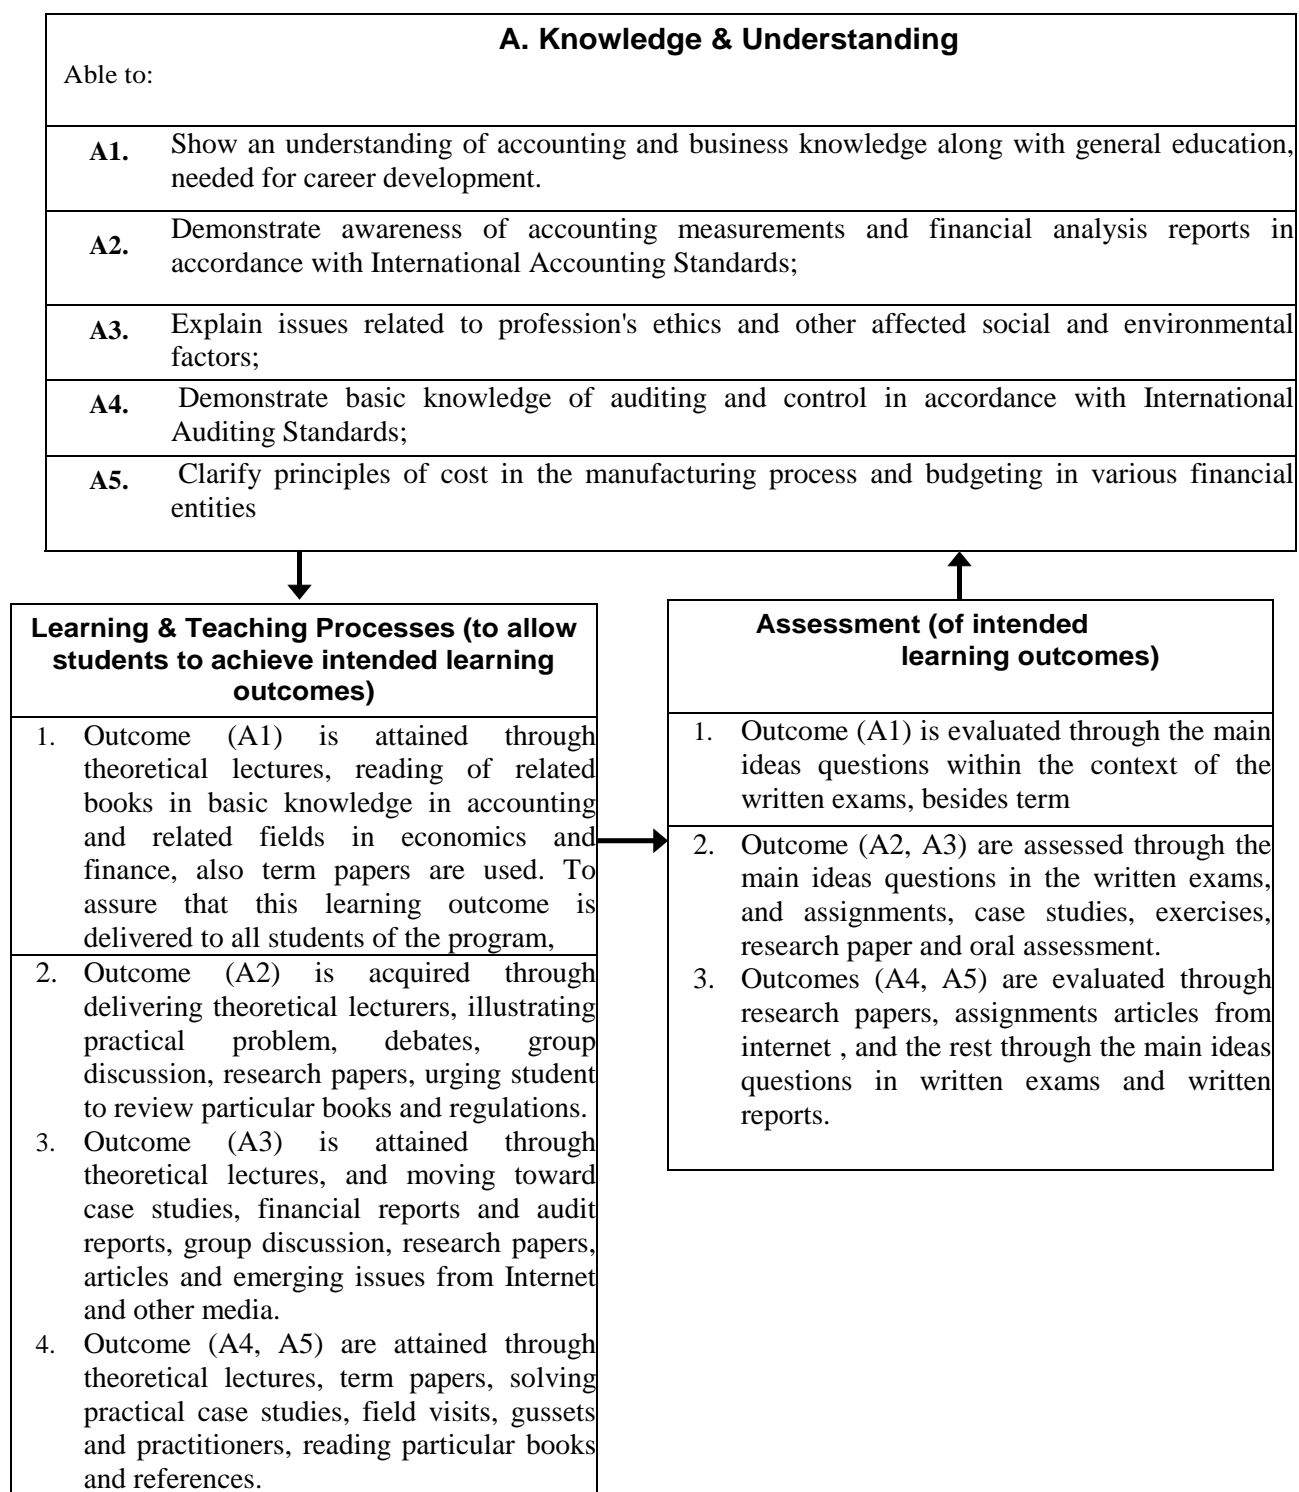 A. Knowledge & Understanding
Able to:
A1. Show an understanding of accounting and business knowledge along with general education,
needed for career development.
A2. Demonstrate awareness of accounting measurements and financial analysis reports in
accordance with International Accounting Standards;
A3. Explain issues related to profession's ethics and other affected social and environmental
factors;
A4. Demonstrate basic knowledge of auditing and control in accordance with International
Auditing Standards;
A5. Clarify principles of cost in the manufacturing process and budgeting in various financial
entities
Learning & Teaching Processes (to allow
students to achieve intended learning
outcomes)
1. Outcome (A1) is attained through
theoretical lectures, reading of related
books in basic knowledge in accounting
and related fields in economics and
finance, also term papers are used. To
assure that this learning outcome is
delivered to all students of the program,
2. Outcome (A2) is acquired through
delivering theoretical lecturers, illustrating
practical problem, debates, group
discussion, research papers, urging student
to review particular books and regulations.
3. Outcome (A3) is attained through
theoretical lectures, and moving toward
case studies, financial reports and audit
reports, group discussion, research papers,
articles and emerging issues from Internet
and other media.
4. Outcome (A4, A5) are attained through
theoretical lectures, term papers, solving
practical case studies, field visits, gussets
and practitioners, reading particular books
and references.
Assessment (of intended
learning outcomes)
1. Outcome (A1) is evaluated through the main
ideas questions within the context of the
written exams, besides term
2. Outcome (A2, A3) are assessed through the
main ideas questions in the written exams,
and assignments, case studies, exercises,
research paper and oral assessment.
3. Outcomes (A4, A5) are evaluated through
research papers, assignments articles from
internet , and the rest through the main ideas
questions in written exams and written
reports.